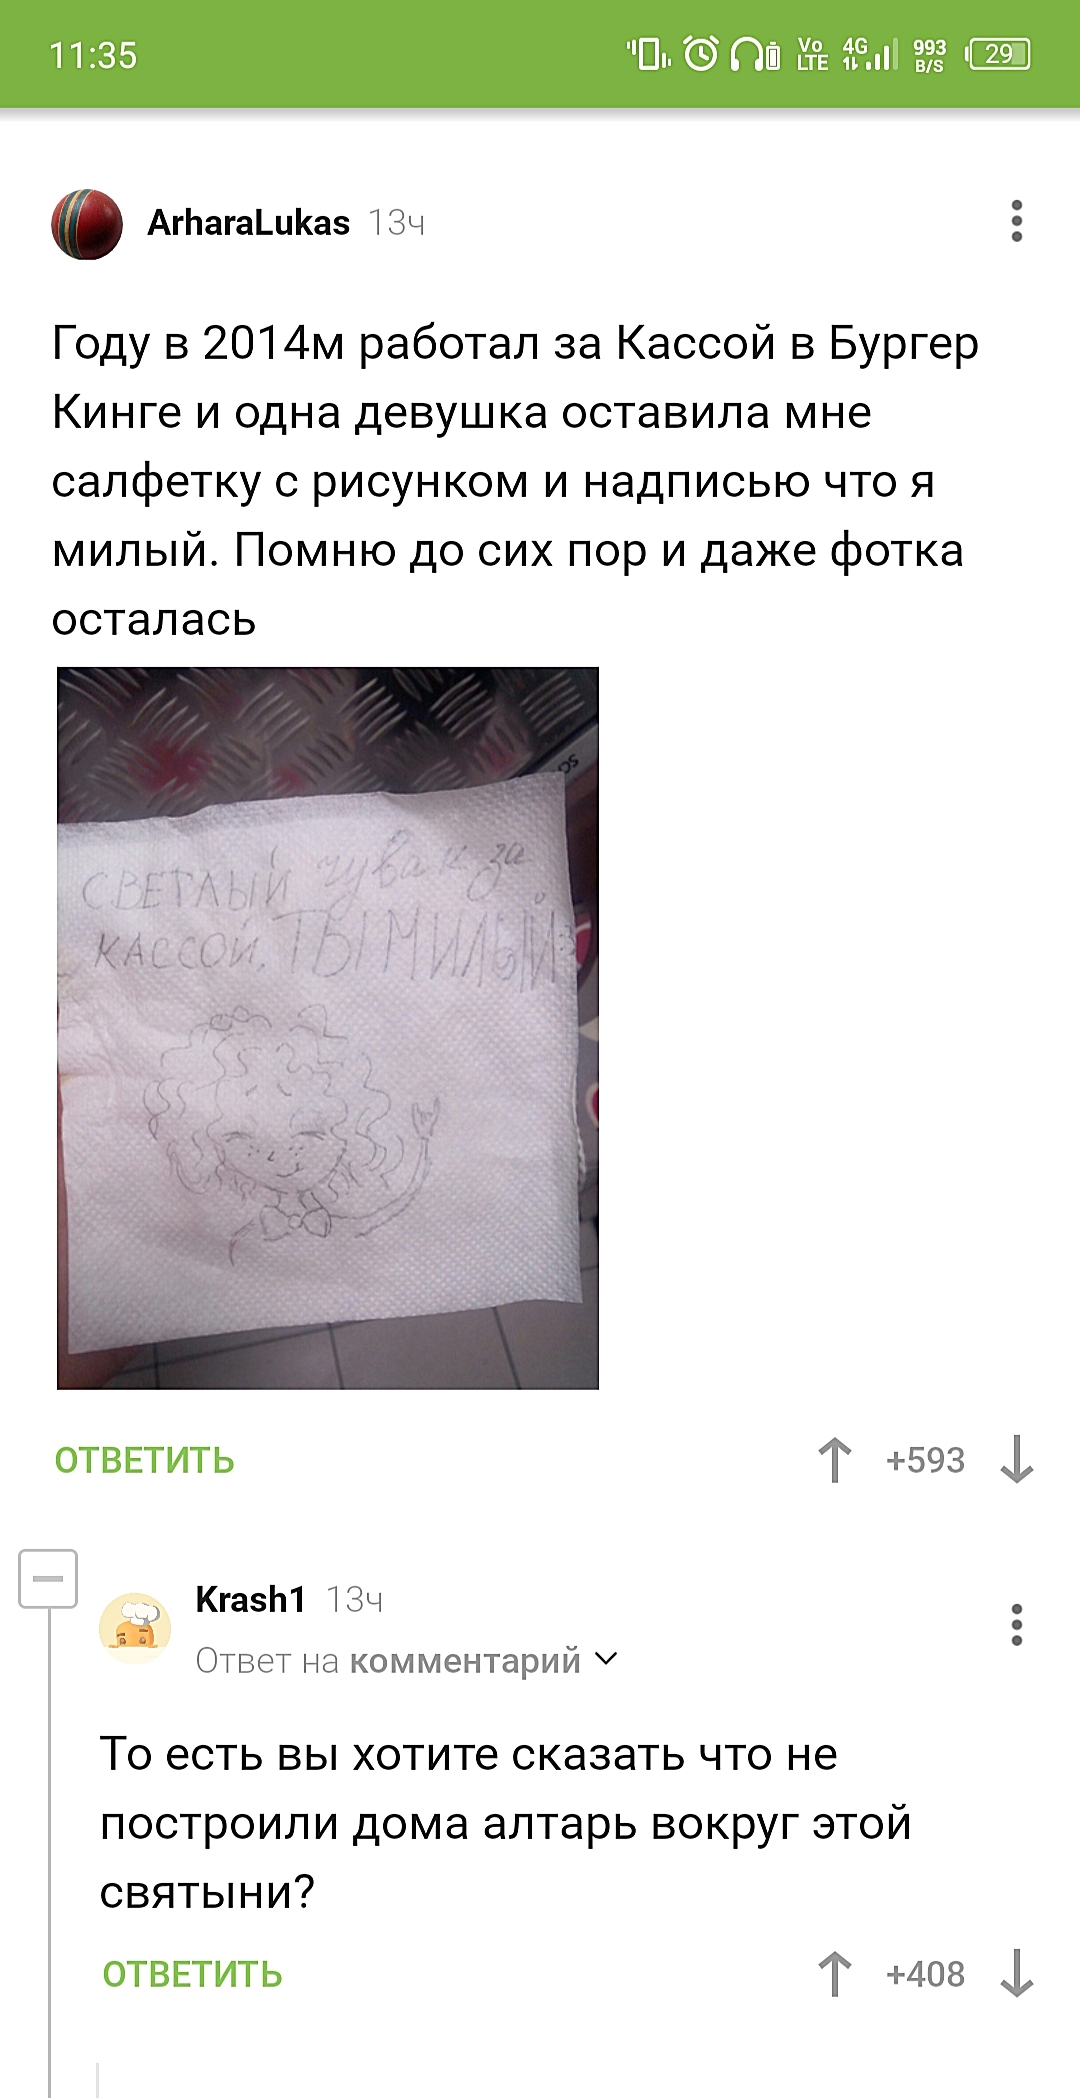 11:35
Vo
LTE
4G
993
B/S
29
ArharaLukas 13ч
Году в 2014м работал за Кассой в Бургер
Кинге и одна девушка оставила мне
салфетку с рисунком и надписью что я
милый. Помню до сих пор и даже фотка
осталась
СВЕТЛЫЙ чувак за
КАССОЙ, ТЫ МИЛЫЙ
ОТВЕТИТЬ
+593
Krash1 13ч
Ответ на комментарий
То есть вы хотите сказать что не
построили дома алтарь вокруг этой
святыни?
ОТВЕТИТЬ
+408